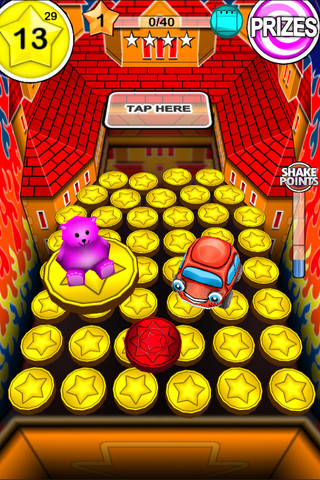 29
13
1
0/40
PRIZES
TAP HERE
SHAKE
POINTS